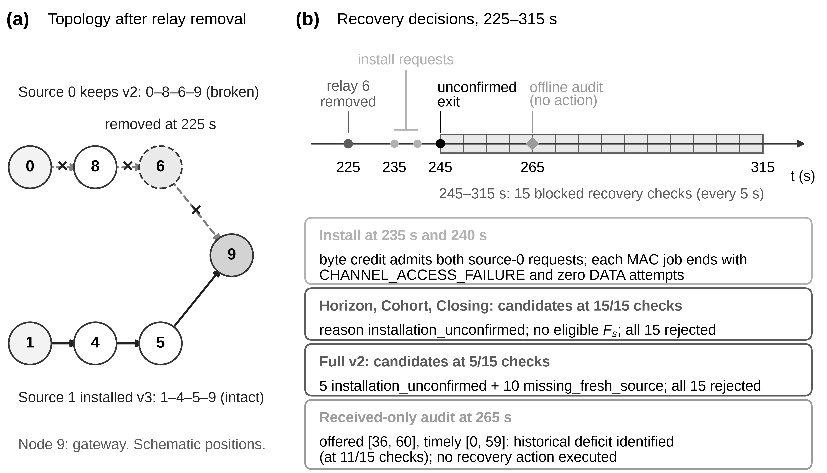 (a) Topology after relay removal
Source 0 keeps v2: 0–8–6–9 (broken)
removed at 225 s
0
8
6
9
1
4
5
Source 1 installed v3: 1–4–5–9 (intact)
Node 9: gateway. Schematic positions.
(b) Recovery decisions, 225–315 s
install requests
relay 6
removed
unconfirmed
exit
offline audit
(no action)
225
235
245
265
315
t (s)
245–315 s: 15 blocked recovery checks (every 5 s)
Install at 235 s and 240 s
byte credit admits both source-0 requests; each MAC job ends with
CHANNEL_ACCESS_FAILURE and zero DATA attempts
Horizon, Cohort, Closing: candidates at 15/15 checks
reason installation_unconfirmed; no eligible Fs; all 15 rejected
Full v2: candidates at 5/15 checks
5 installation_unconfirmed + 10 missing_fresh_source; all 15 rejected
Received-only audit at 265 s
offered [36, 60], timely [0, 59]: historical deficit identified
(at 11/15 checks); no recovery action executed